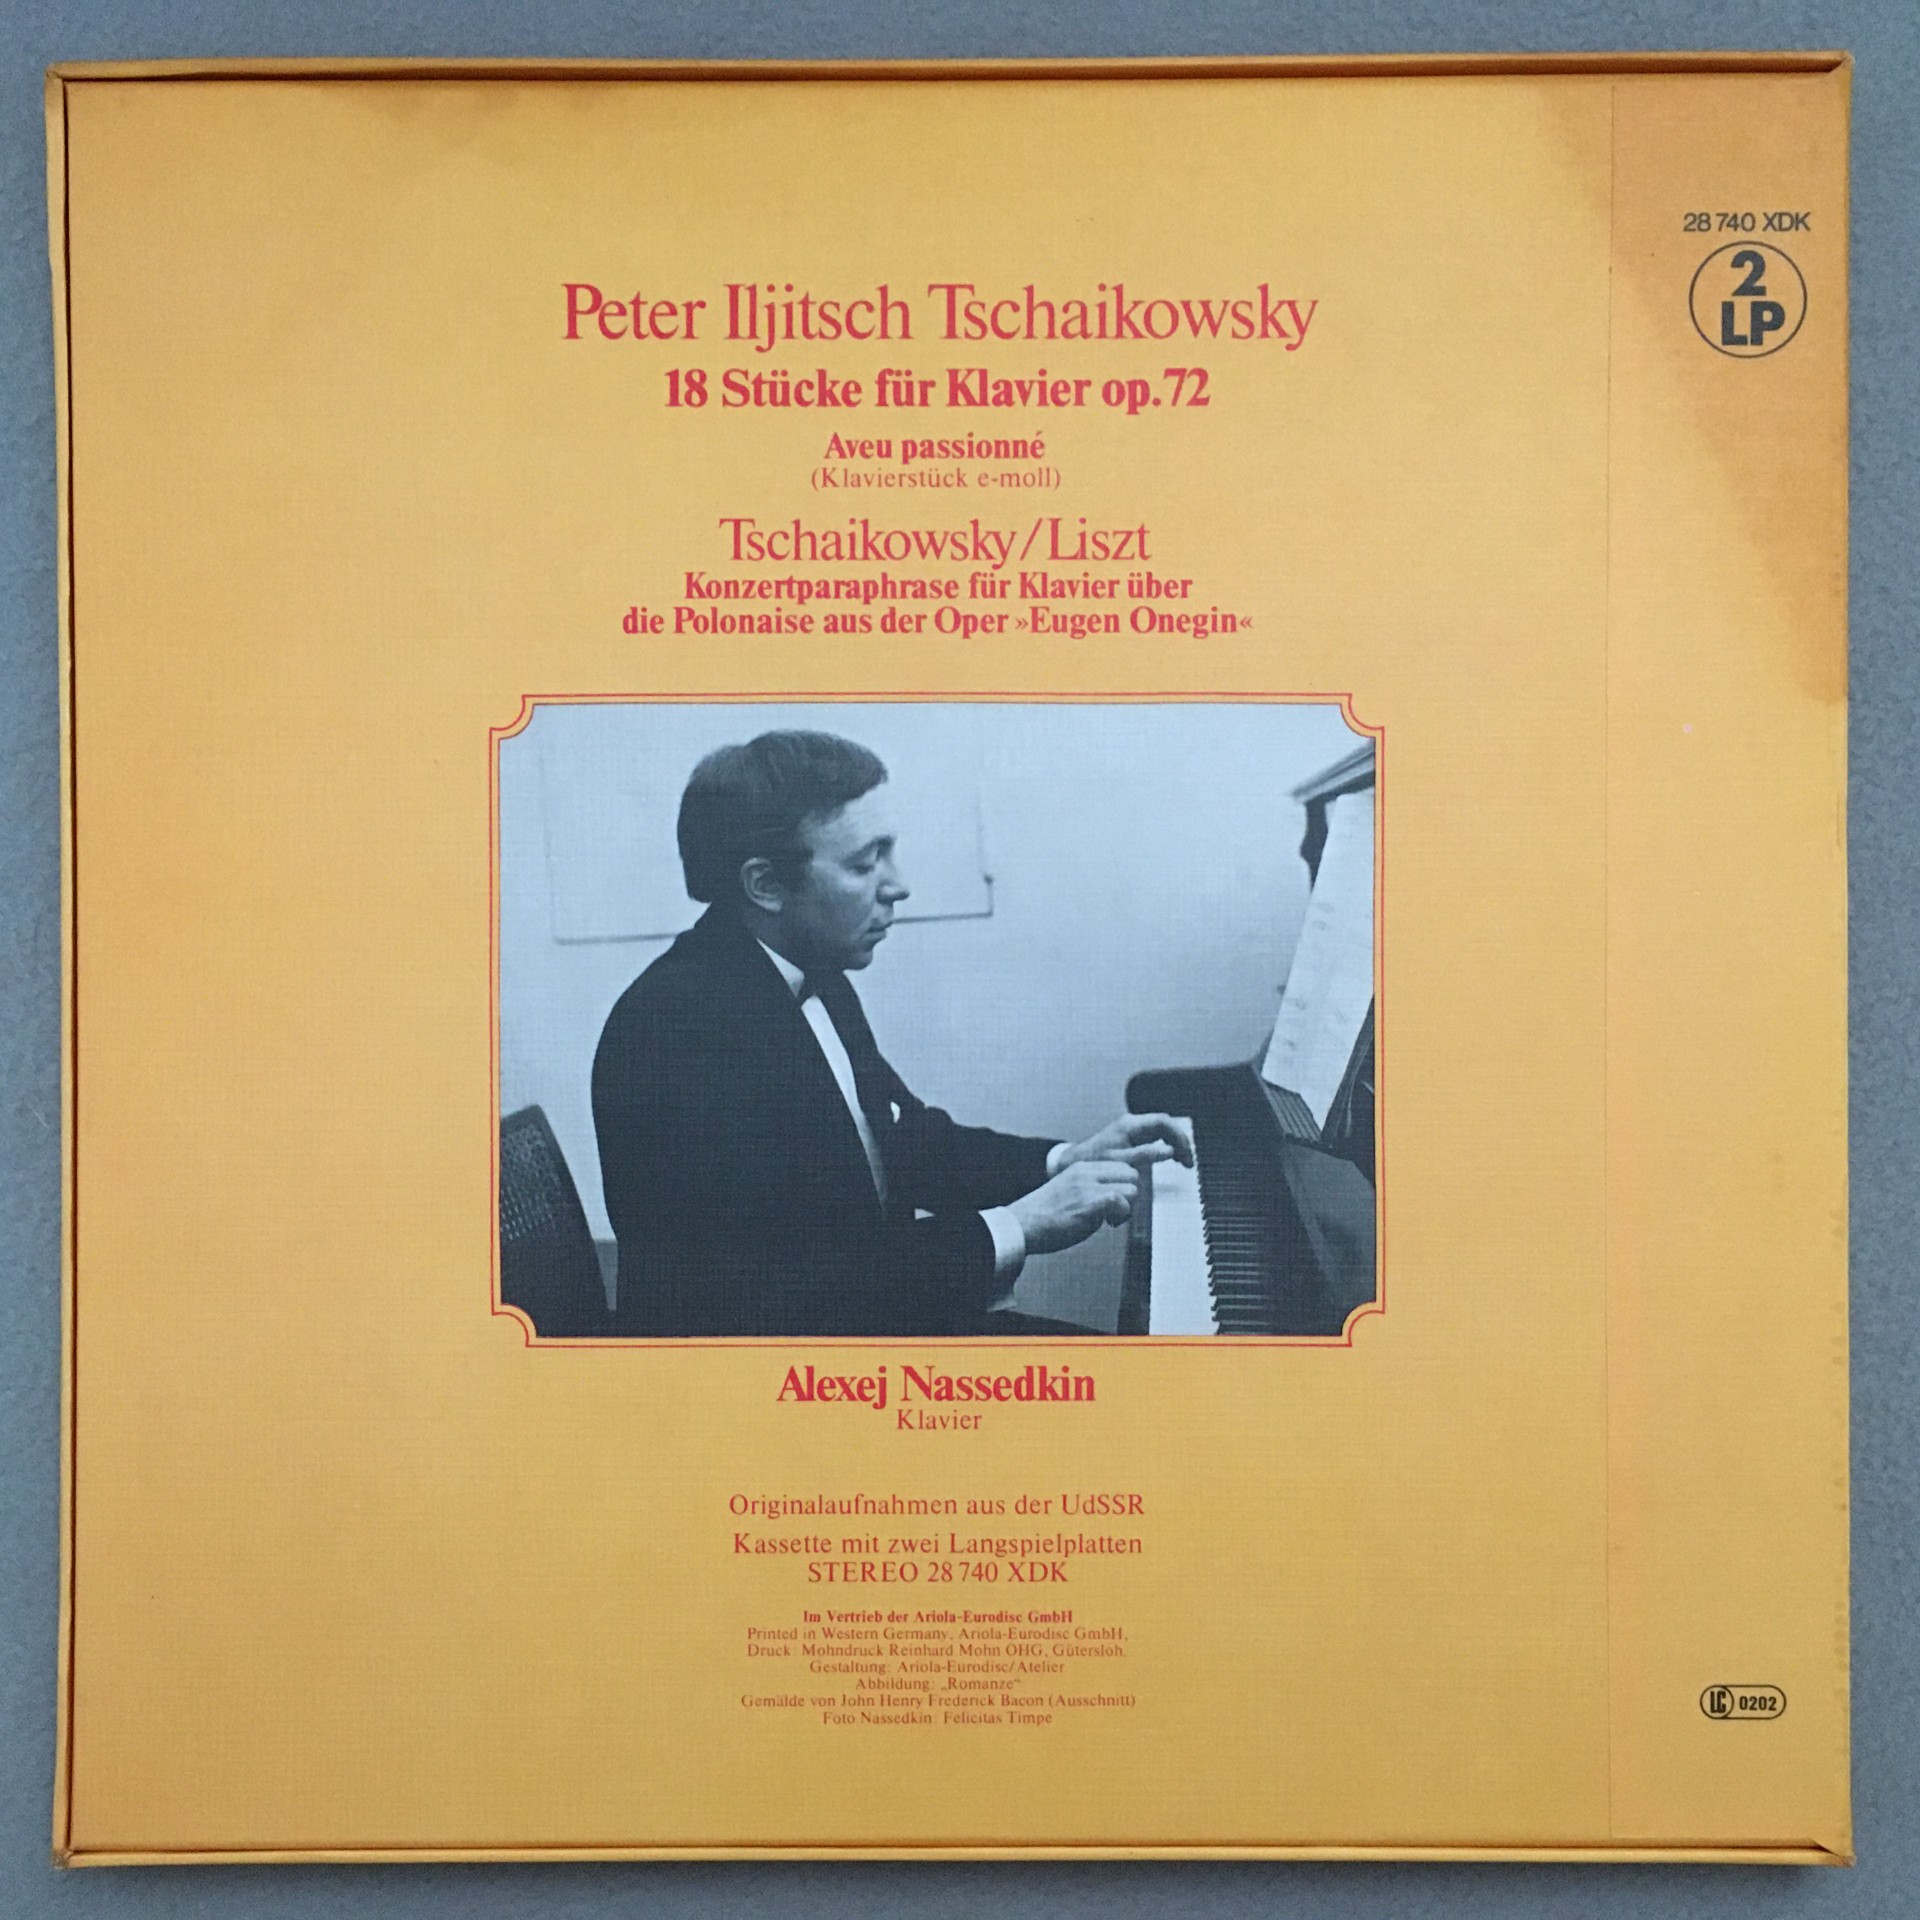 28 740 XDK
2
LP
Peter Iljitsch Tschaikowsky
18 Stücke für Klavier op.72
Aveu passionné
(Klavierstück e-moll)
Tschaikowsky/Liszt
Konzertparaphrase für Klavier über
die Polonaise aus der Oper »Eugen Onegin«
Alexej Nassedkin
Klavier
Originalaufnahmen aus der UdSSR
Kassette mit zwei Langspielplatten
STEREO 28 740 XDK
Im Vertrieb der Ariola-Eurodisc GmbH
Printed in Western Germany, Ariola-Eurodisc GmbH,
Druck: Mohndruck Reinhard Mohn OHG, Gütersloh.
Gestaltung: Ariola-Eurodisc/Atelier
Abbildung: „Romanze“
Gemälde von John Henry Frederick Bacon (Ausschnitt)
Foto Nassedkin: Felicitas Timpe
LC 0202